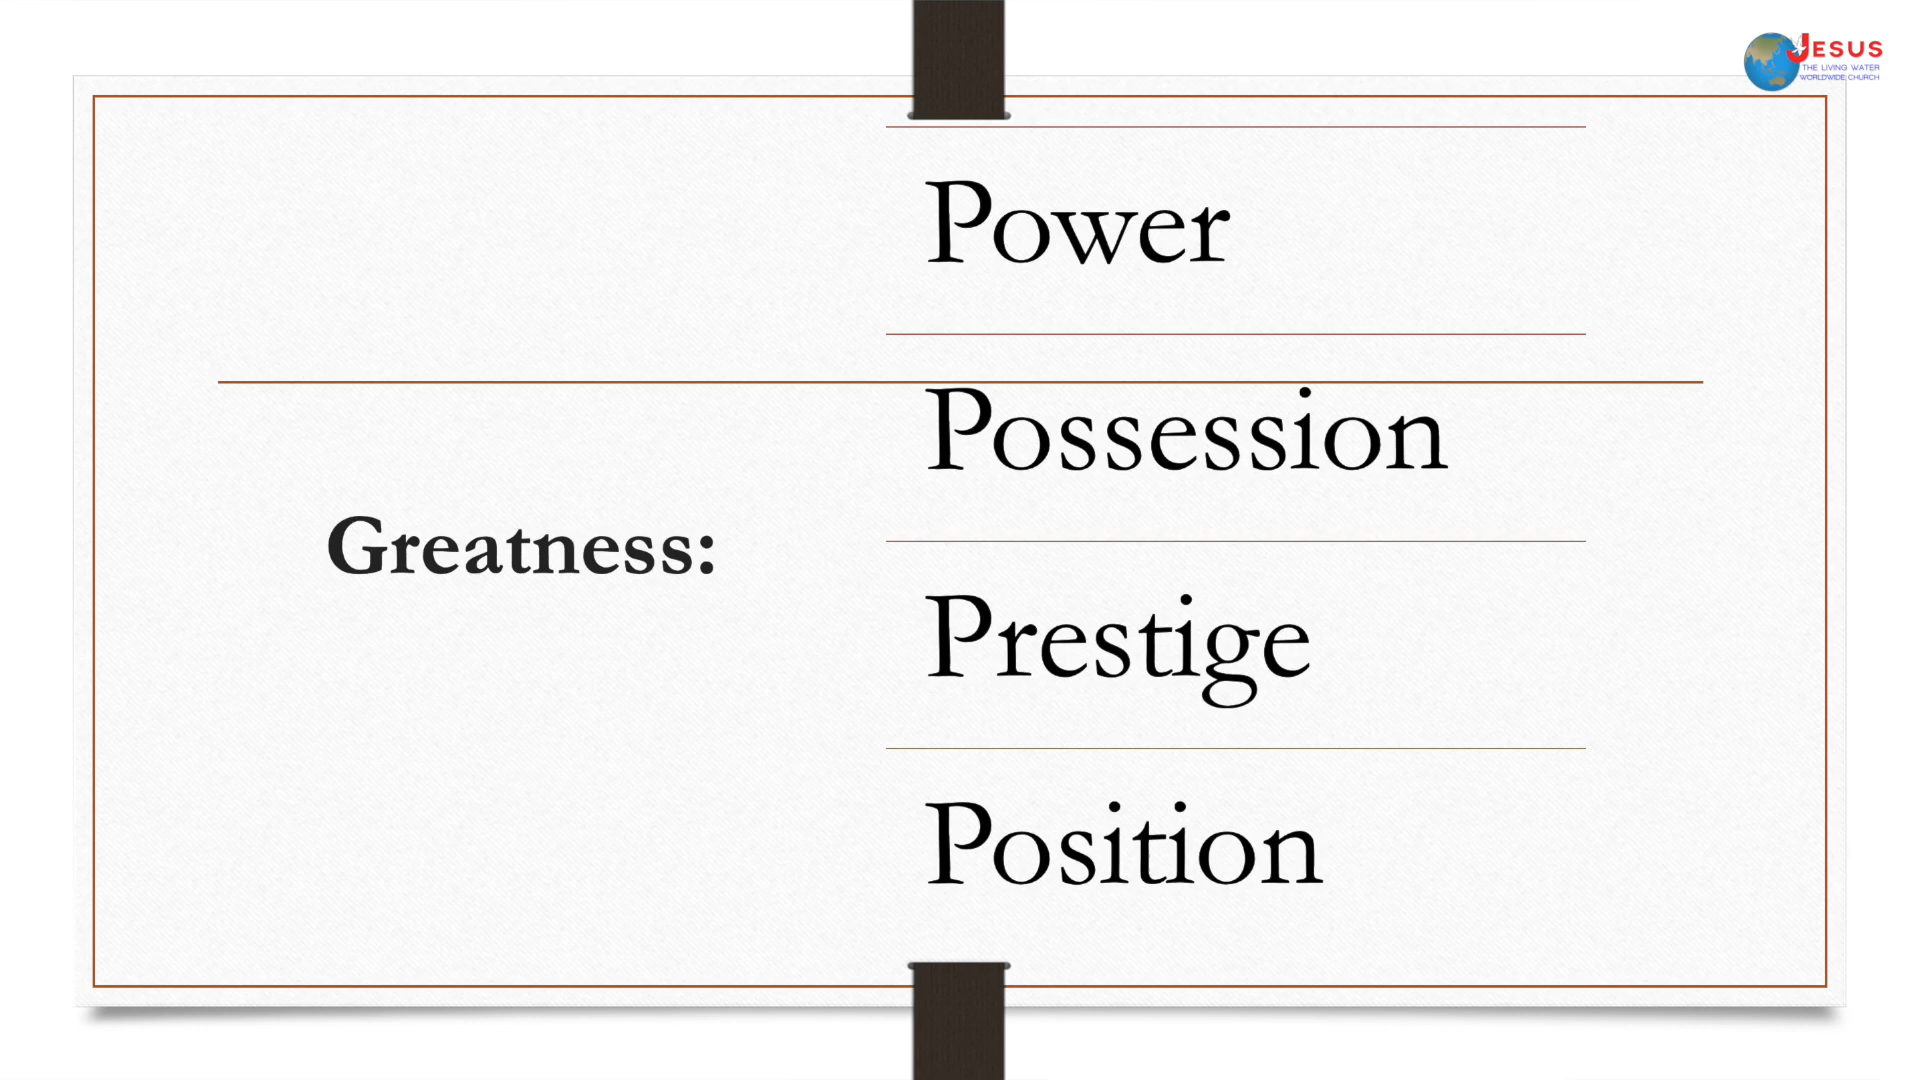 JESUS
THE LIVING WATER
WORLDWIDE CHURCH
Greatness:
Power
Possession
Prestige
Position